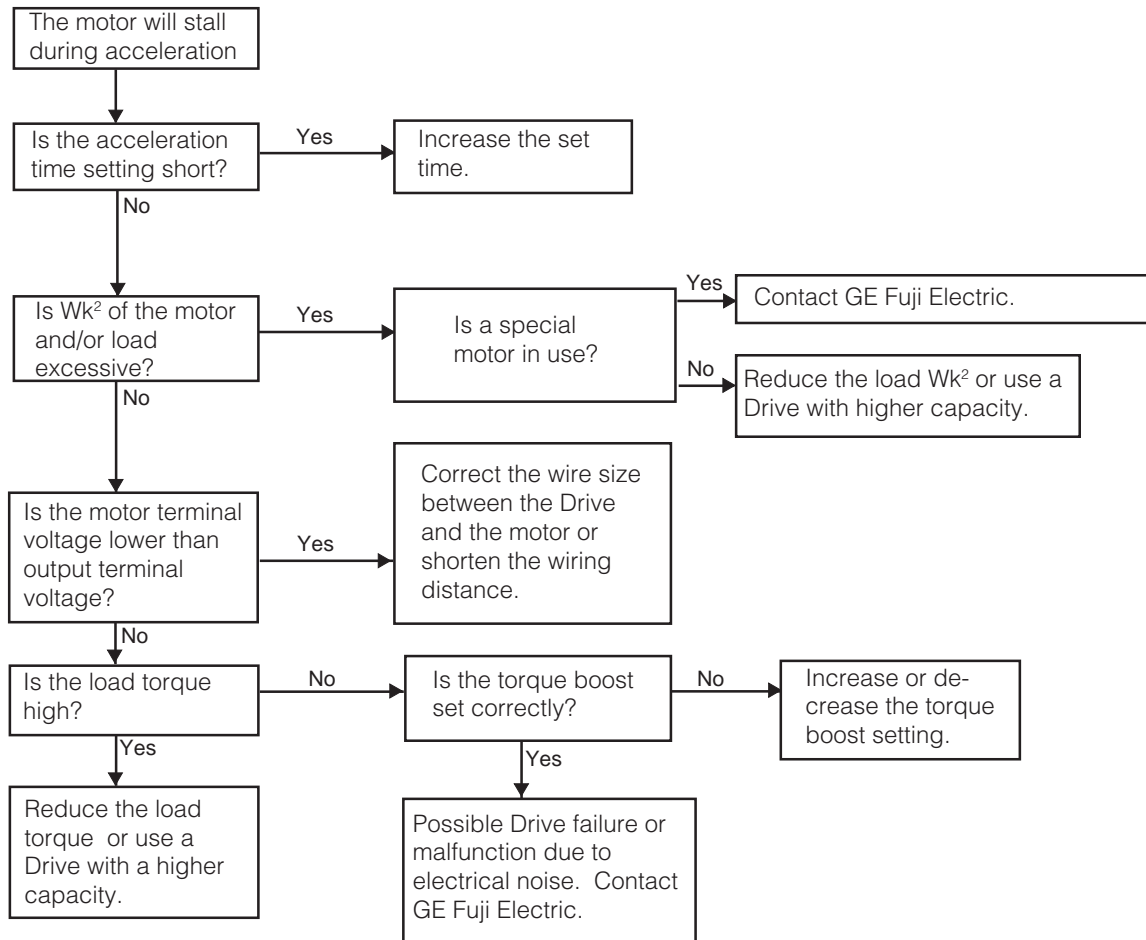 The motor will stall
during acceleration
Is the acceleration
time setting short?
Yes
Increase the set
time.
No
Is Wk² of the motor
and/or load
excessive?
Yes
Is a special
motor in use?
Yes
Contact GE Fuji Electric.
No
Reduce the load Wk² or use a
Drive with higher capacity.
No
Is the motor terminal
voltage lower than
output terminal
voltage?
Yes
Correct the wire size
between the Drive
and the motor or
shorten the wiring
distance.
No
Is the load torque
high?
No
Is the torque boost
set correctly?
No
Increase or de-
crease the torque
boost setting.
Yes
Reduce the load
torque or use a
Drive with a higher
capacity.
Yes
Possible Drive failure or
malfunction due to
electrical noise. Contact
GE Fuji Electric.